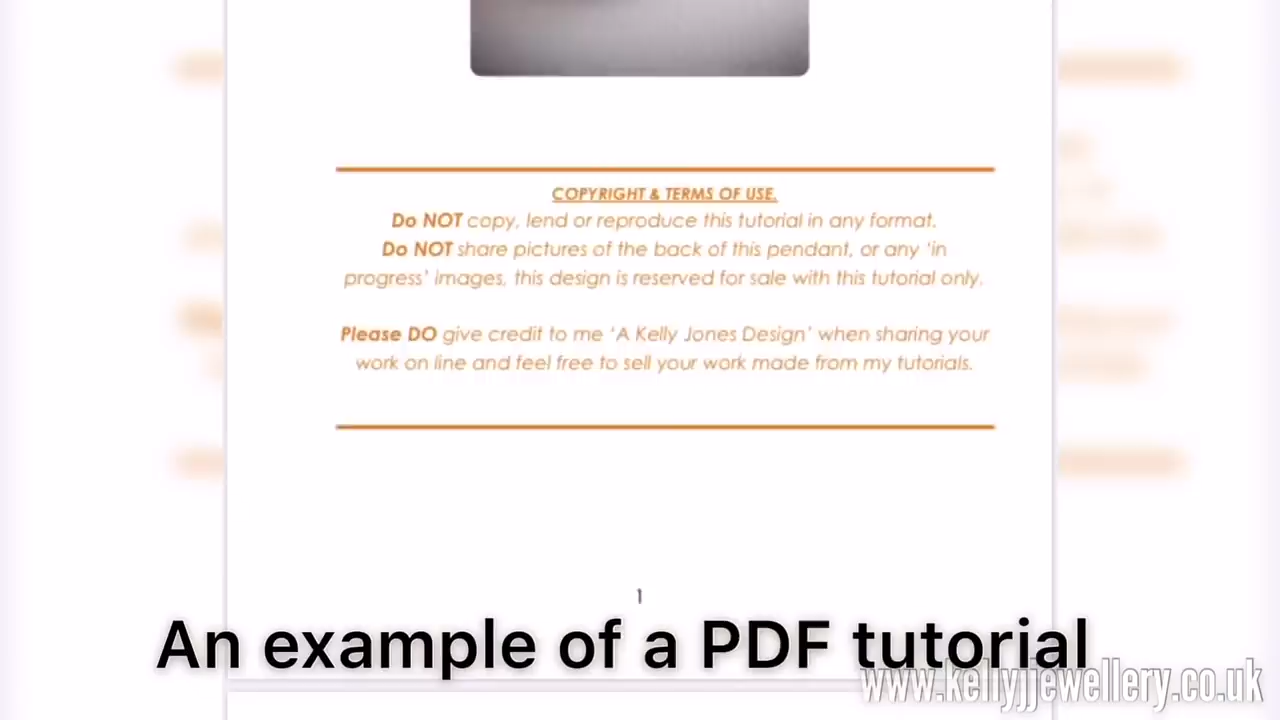 COPYRIGHT & TERMS OF USE.
Do NOT copy, lend or reproduce this tutorial in any format.
Do NOT share pictures of the back of this pendant, or any ‘in
progress’ images, this design is reserved for sale with this tutorial only.
Please DO give credit to me ‘A Kelly Jones Design’ when sharing your
work on line and feel free to sell your work made from my tutorials.
1
An example of a PDF tutorial
www.kellyjjewellery.co.uk